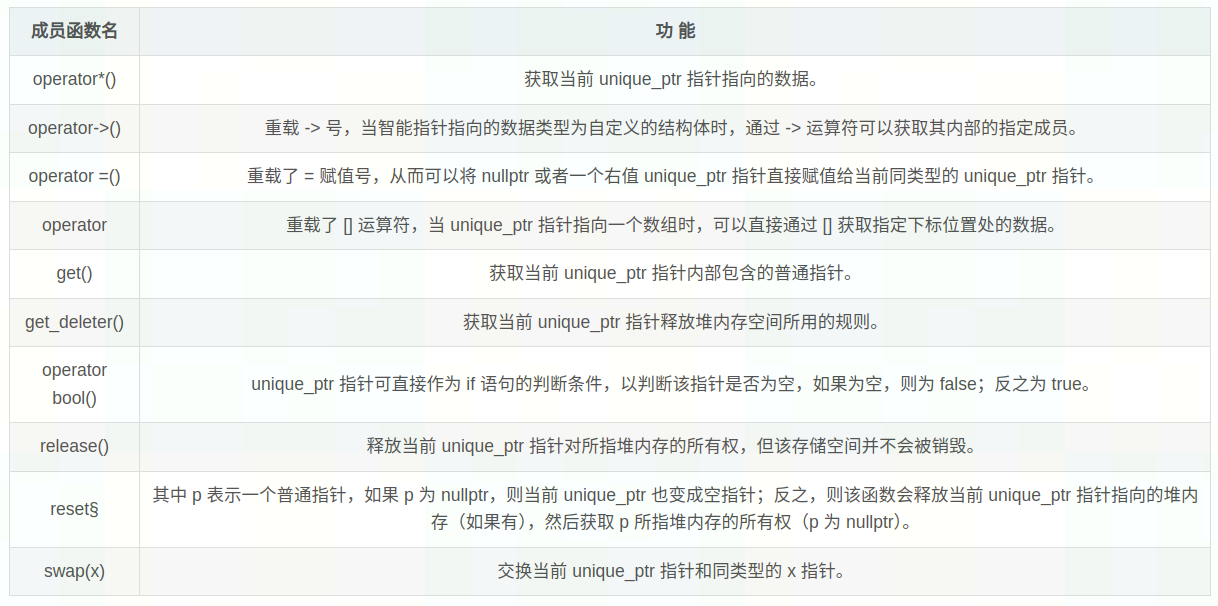 成员函数名 功 能
operator*() 获取当前 unique_ptr 指针指向的数据。
operator->() 重载 -> 号，当智能指针指向的数据类型为自定义的结构体时，通过 -> 运算符可以获取其内部的指定成员。
operator =() 重载了 = 赋值号，从而可以将 nullptr 或者一个右值 unique_ptr 指针直接赋值给当前同类型的 unique_ptr 指针。
operator 重载了 [] 运算符，当 unique_ptr 指针指向一个数组时，可以直接通过 [] 获取指定下标位置处的数据。
get() 获取当前 unique_ptr 指针内部包含的普通指针。
get_deleter() 获取当前 unique_ptr 指针释放堆内存空间所用的规则。
operator
bool()
unique_ptr 指针可直接作为 if 语句的判断条件，以判断该指针是否为空，如果为空，则为 false；反之为 true。
release() 释放当前 unique_ptr 指针对所指堆内存的所有权，但该存储空间并不会被销毁。
reset§
其中 p 表示一个普通指针，如果 p 为 nullptr，则当前 unique_ptr 也变成空指针；反之，则该函数会释放当前 unique_ptr 指针指向的堆内
存（如果有），然后获取 p 所指堆内存的所有权（p 为 nullptr）。
swap(x) 交换当前 unique_ptr 指针和同类型的 x 指针。